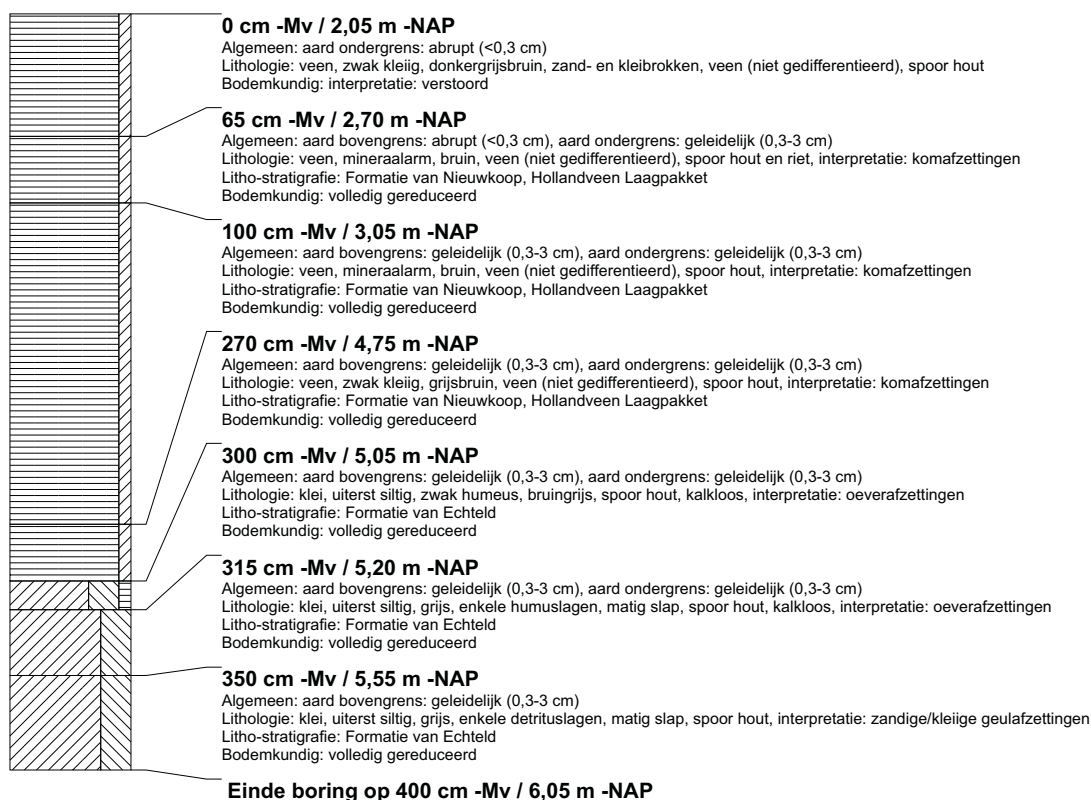 0 cm -Mv / 2,05 m -NAP
Algemeen: aard ondergrens: abrupt (<0,3 cm)
Lithologie: veen, zwak kleiig, donkergrijsbruin, zand- en kleibrokken, veen (niet gedifferentieerd), spoor hout
Bodemkundig: interpretatie: verstoord
65 cm -Mv / 2,70 m -NAP
Algemeen: aard bovengrens: abrupt (<0,3 cm), aard ondergrens: geleidelijk (0,3-3 cm)
Lithologie: veen, mineraalarm, bruin, veen (niet gedifferentieerd), spoor hout en riet, interpretatie: komafzettingen
Litho-stratigrafie: Formatie van Nieuwkoop, Hollandveen Laagpakket
Bodemkundig: volledig gereduceerd
100 cm -Mv / 3,05 m -NAP
Algemeen: aard bovengrens: geleidelijk (0,3-3 cm), aard ondergrens: geleidelijk (0,3-3 cm)
Lithologie: veen, mineraalarm, bruin, veen (niet gedifferentieerd), spoor hout, interpretatie: komafzettingen
Litho-stratigrafie: Formatie van Nieuwkoop, Hollandveen Laagpakket
Bodemkundig: volledig gereduceerd
270 cm -Mv / 4,75 m -NAP
Algemeen: aard bovengrens: geleidelijk (0,3-3 cm), aard ondergrens: geleidelijk (0,3-3 cm)
Lithologie: veen, zwak kleiig, grijsbruin, veen (niet gedifferentieerd), spoor hout, interpretatie: komafzettingen
Litho-stratigrafie: Formatie van Nieuwkoop, Hollandveen Laagpakket
Bodemkundig: volledig gereduceerd
300 cm -Mv / 5,05 m -NAP
Algemeen: aard bovengrens: geleidelijk (0,3-3 cm), aard ondergrens: geleidelijk (0,3-3 cm)
Lithologie: klei, uiterst siltig, zwak humeus, bruingrijs, spoor hout, kalkloos, interpretatie: oeverafzettingen
Litho-stratigrafie: Formatie van Echteld
Bodemkundig: volledig gereduceerd
315 cm -Mv / 5,20 m -NAP
Algemeen: aard bovengrens: geleidelijk (0,3-3 cm), aard ondergrens: geleidelijk (0,3-3 cm)
Lithologie: klei, uiterst siltig, grijs, enkele humuslagen, matig slap, spoor hout, kalkloos, interpretatie: oeverafzettingen
Litho-stratigrafie: Formatie van Echteld
Bodemkundig: volledig gereduceerd
350 cm -Mv / 5,55 m -NAP
Algemeen: aard bovengrens: geleidelijk (0,3-3 cm)
Lithologie: klei, uiterst siltig, grijs, enkele detrituslagen, matig slap, spoor hout, interpretatie: zandige/kleiige geulafzettingen
Litho-stratigrafie: Formatie van Echteld
Bodemkundig: volledig gereduceerd
Einde boring op 400 cm -Mv / 6,05 m -NAP